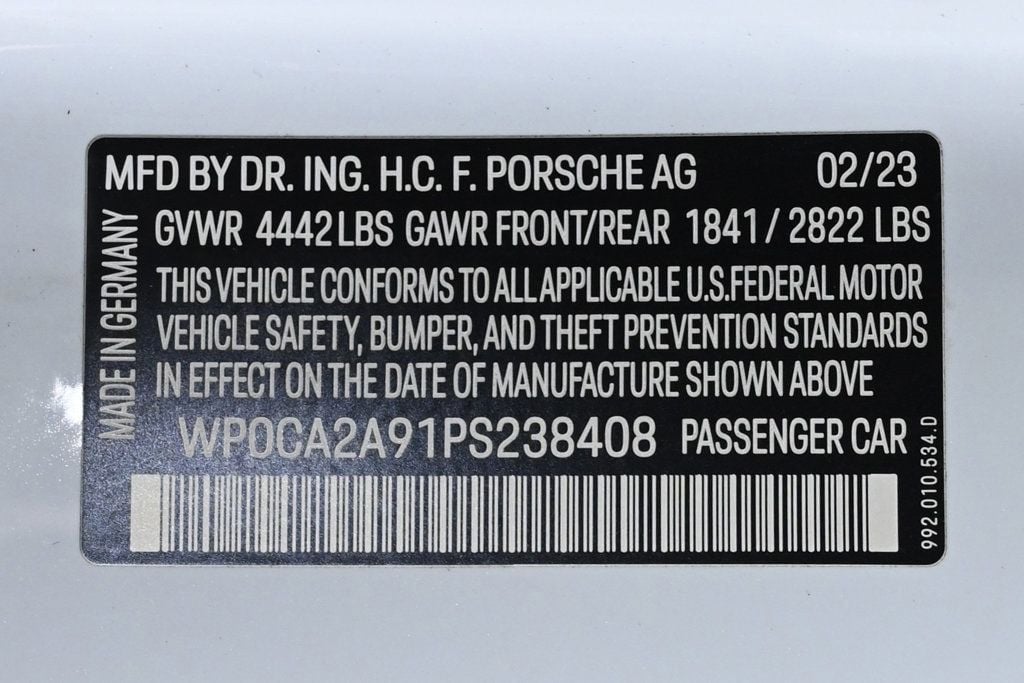 MFD BY DR. ING. H.C. F. PORSCHE AG 02/23
GVWR 4442 LBS GAWR FRONT/REAR 1841 / 2822 LBS
THIS VEHICLE CONFORMS TO ALL APPLICABLE U.S. FEDERAL MOTOR
VEHICLE SAFETY, BUMPER, AND THEFT PREVENTION STANDARDS
IN EFFECT ON THE DATE OF MANUFACTURE SHOWN ABOVE
WP0CA2A91PS238408 PASSENGER CAR
MADE IN GERMANY
992.010.534.D